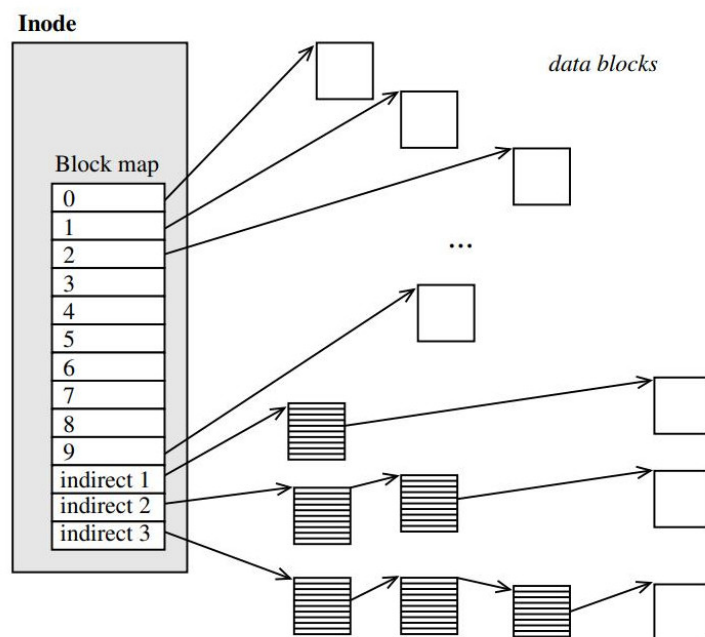 Inode
data blocks
Block map
0
1
2
...
3
4
5
6
7
8
9
indirect 1
indirect 2
indirect 3